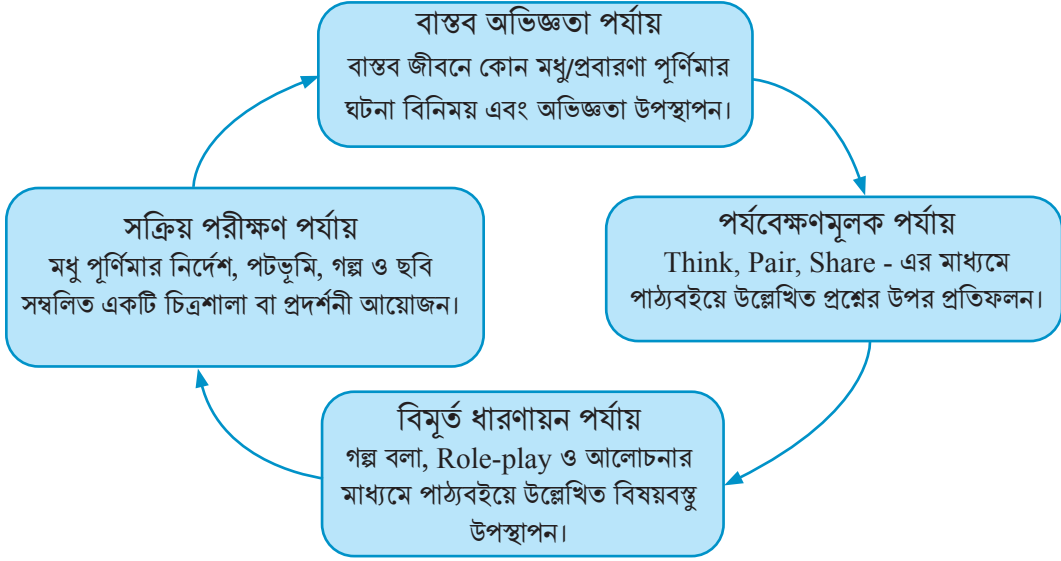 বাস্তব অভিজ্ঞতা পর্যায়
বাস্তব জীবনে কোন মধু/প্রবারণা পূর্ণিমার
ঘটনা বিনিময় এবং অভিজ্ঞতা উপস্থাপন।
পর্যবেক্ষণমূলক পর্যায়
Think, Pair, Share - এর মাধ্যমে
পাঠ্যবইয়ে উল্লেখিত প্রশ্নের উপর প্রতিফলন।
বিমূর্ত ধারণায়ন পর্যায়
গল্প বলা, Role-play ও আলোচনার
মাধ্যমে পাঠ্যবইয়ে উল্লেখিত বিষয়বস্তু
উপস্থাপন।
সক্রিয় পরীক্ষণ পর্যায়
মধু পূর্ণিমার নির্দেশ, পটভূমি, গল্প ও ছবি
সম্বলিত একটি চিত্রশালা বা প্রদর্শনী আয়োজন।